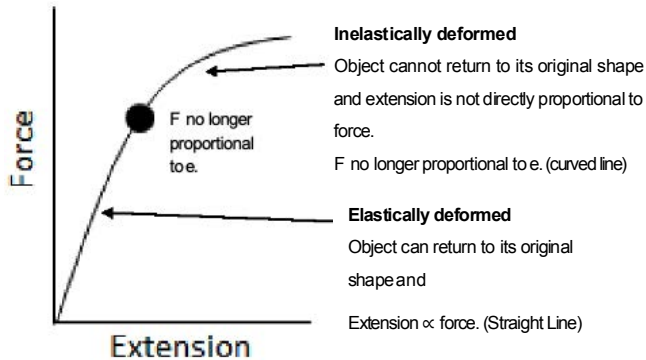 Inelastically deformed
Object cannot return to its original shape
and extension is not directly proportional to
force.
F no longer proportional to e. (curved line)
F no longer
proportional
to e.
Elastically deformed
Object can return to its original
shape and
Extension ∝ force. (Straight Line)
Force
Extension